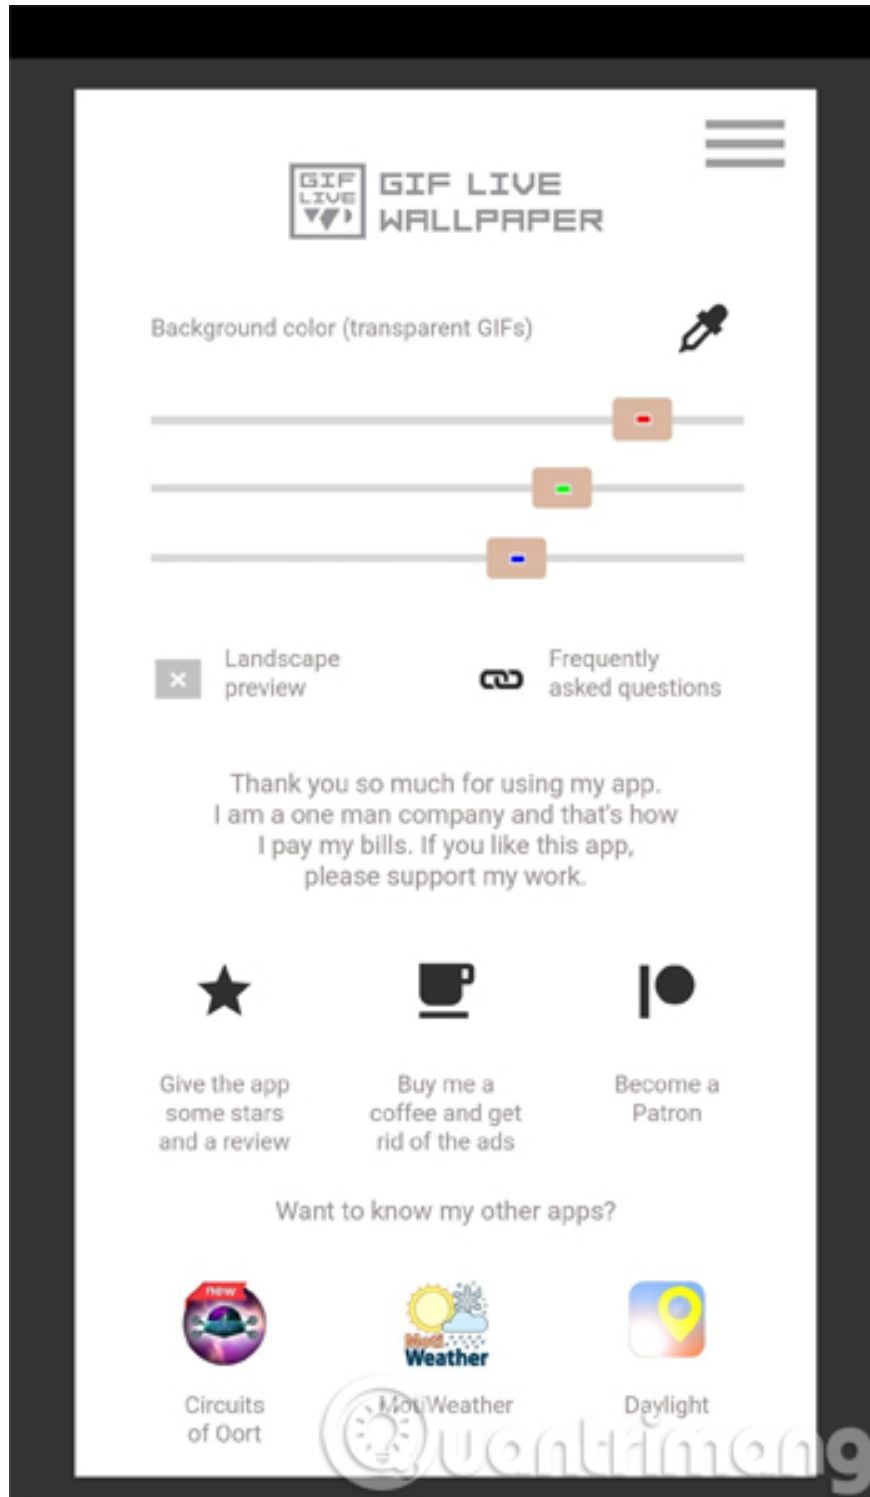 GIF
LIVE
GIF LIVE
WALLPAPER
Background color (transparent GIFs)
Landscape
preview
Frequently
asked questions
Thank you so much for using my app.
I am a one man company and that's how
I pay my bills. If you like this app,
please support my work.
Give the app
some stars
and a review
Buy me a
coffee and get
rid of the ads
Become a
Patron
Want to know my other apps?
new
Moti
Weather
Circuits
of Oort
MotiWeather
Daylight
Quantrimang